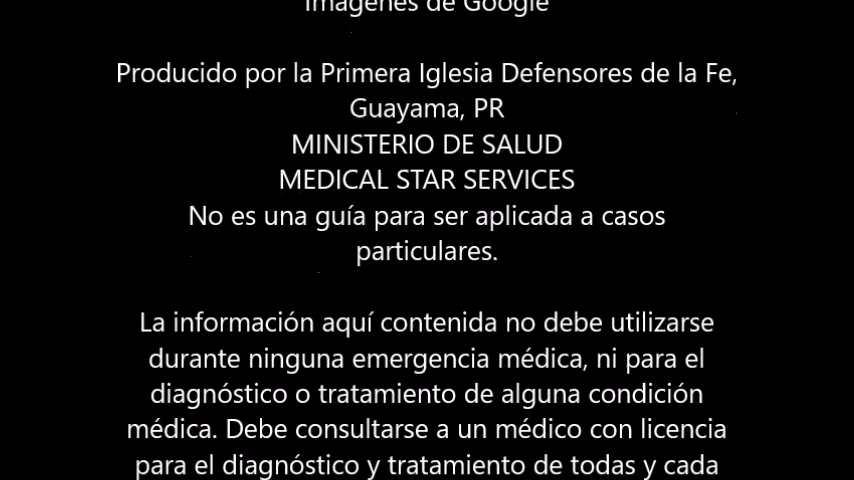 Imágenes de Google
Producido por la Primera Iglesia Defensores de la Fe,
Guayama, PR
MINISTERIO DE SALUD
MEDICAL STAR SERVICES
No es una guía para ser aplicada a casos
particulares.
La información aquí contenida no debe utilizarse
durante ninguna emergencia médica, ni para el
diagnóstico o tratamiento de alguna condición
médica. Debe consultarse a un médico con licencia
para el diagnóstico y tratamiento de todas y cada